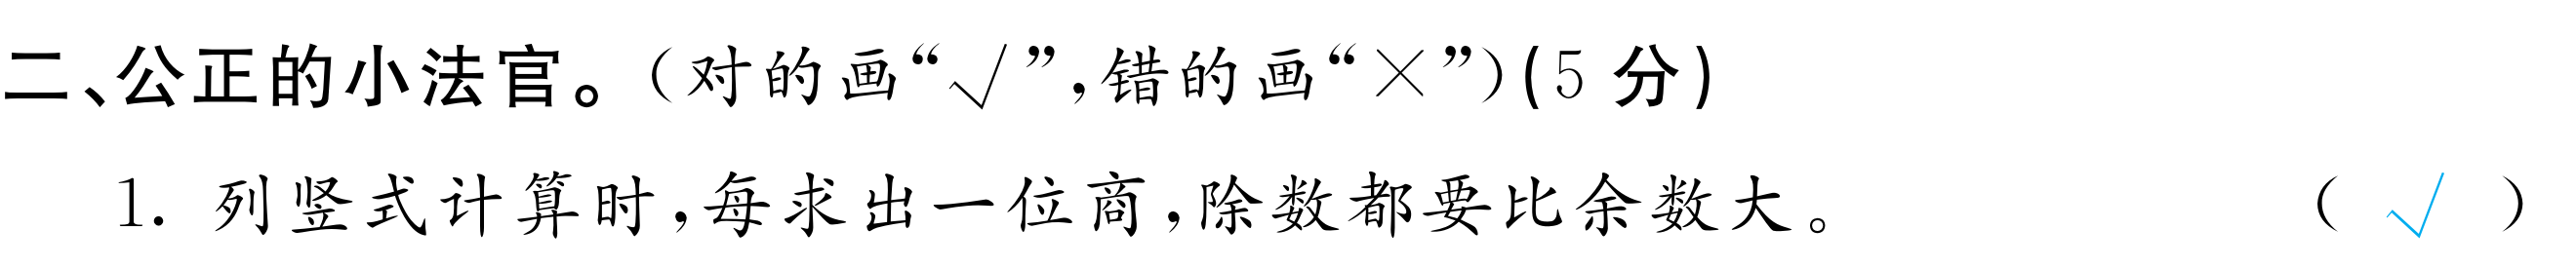 二、公正的小法官。(对的画“√”,错的画“×”)(5 分)
1. 列竖式计算时,每求出一位商,除数都要比余数大。 ( √ )